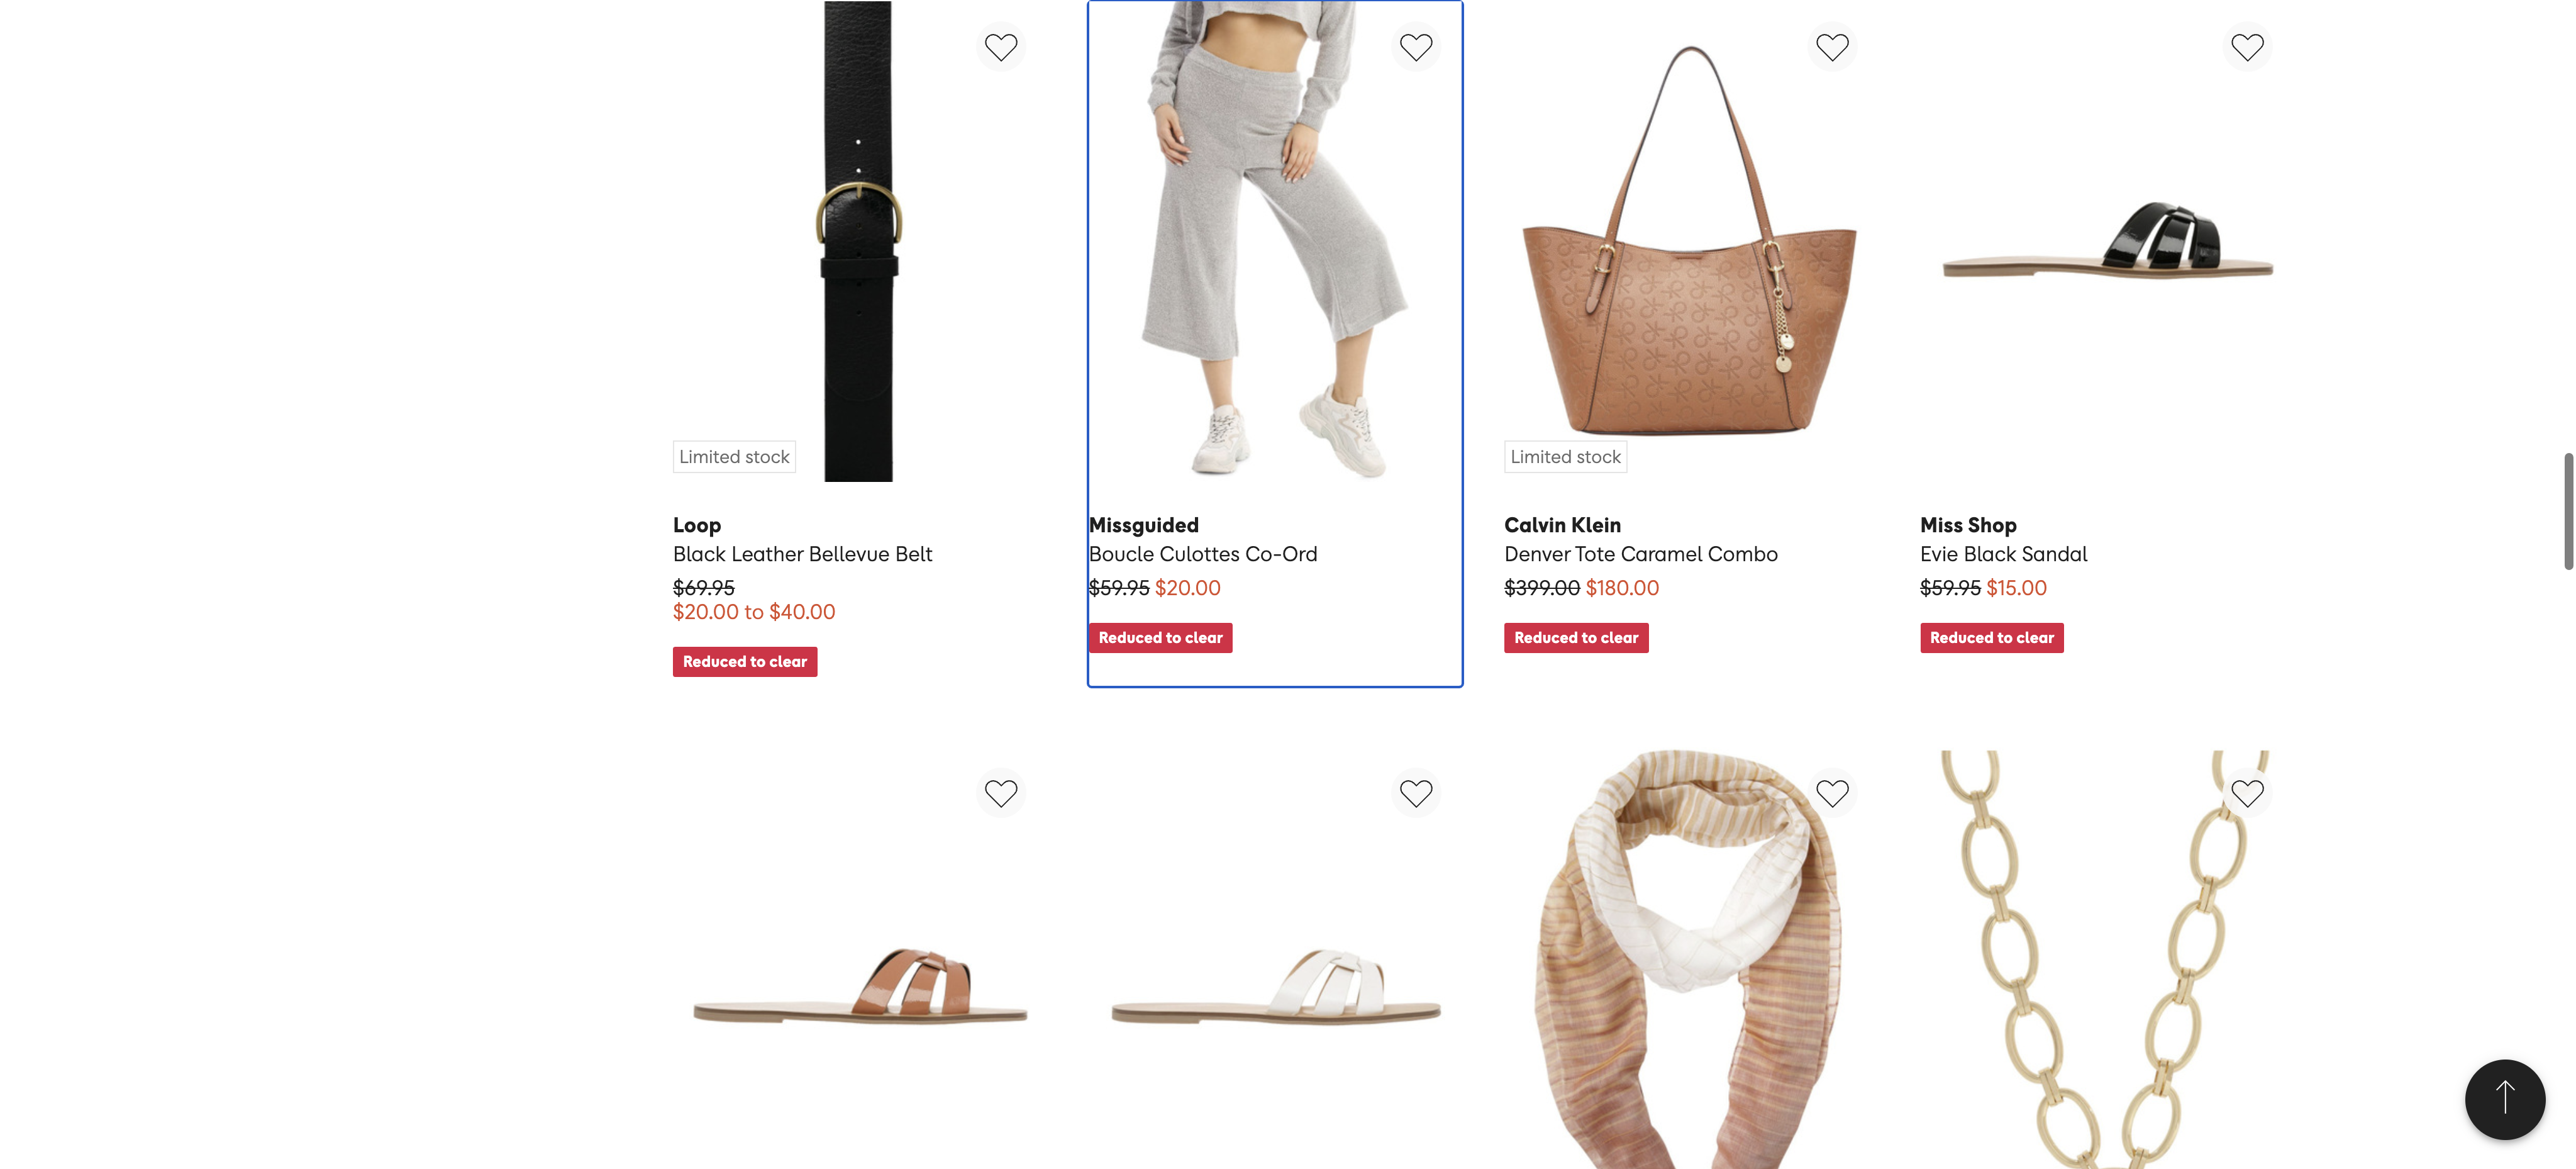 Limited stock
Limited stock
Loop
Black Leather Bellevue Belt
$69.95
$20.00 to $40.00
Reduced to clear
Missguided
Boucle Culottes Co-Ord
$59.95 $20.00
Reduced to clear
Calvin Klein
Denver Tote Caramel Combo
$399.00 $180.00
Reduced to clear
Miss Shop
Evie Black Sandal
$59.95 $15.00
Reduced to clear